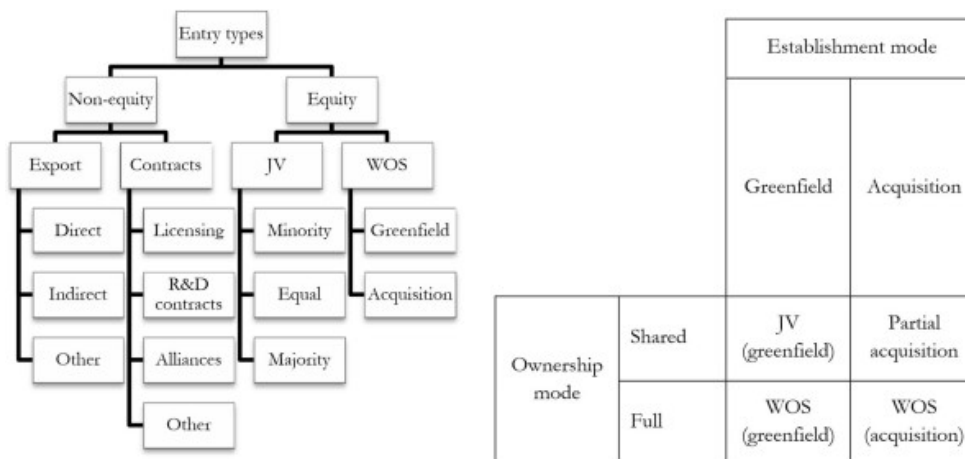 Entry types
Non-equity
Equity
Export
Contracts
JV
WOS
Direct
Licensing
Minority
Greenfield
Indirect
R&D
contracts
Equal
Acquisition
Other
Alliances
Majority
Other
Establishment mode
Greenfield
Acquisition
Ownership
mode
Shared
JV
(greenfield)
Partial
acquisition
Full
WOS
(greenfield)
WOS
(acquisition)